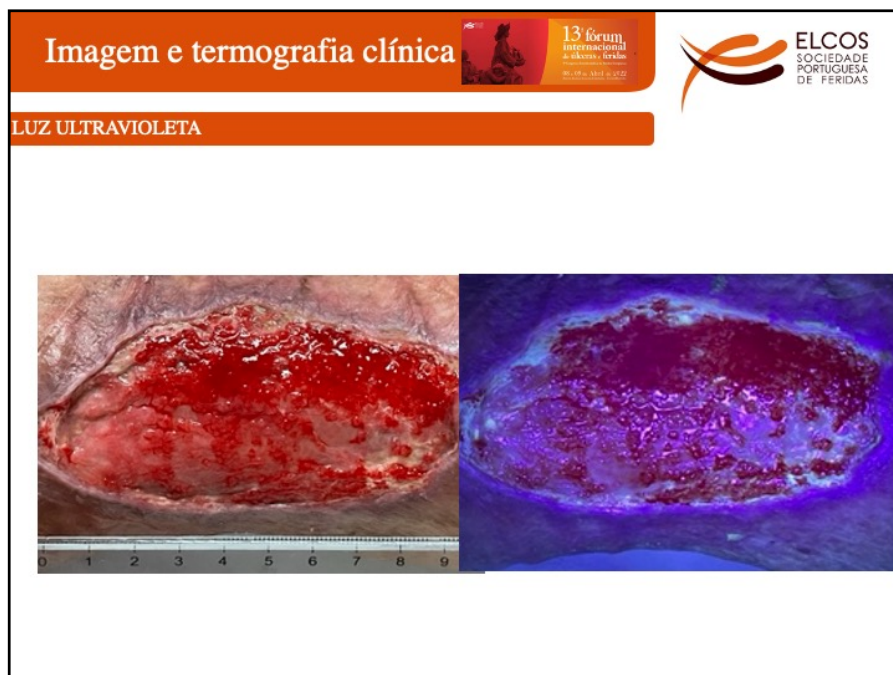 Imagem e termografia clínica
13º fórum
internacional
de úlceras e feridas
ELCOS
SOCIEDADE
PORTUGUESA
DE FERIDAS
LUZ ULTRAVIOLETA
0 1 2 3 4 5 6 7 8 9